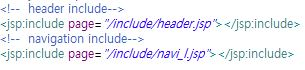 <!--  header include-->
<jsp:include page="/include/header.jsp"></jsp:include>
<!-- navigation include-->
<jsp:include page="/include/navi_l.jsp"></jsp:include>